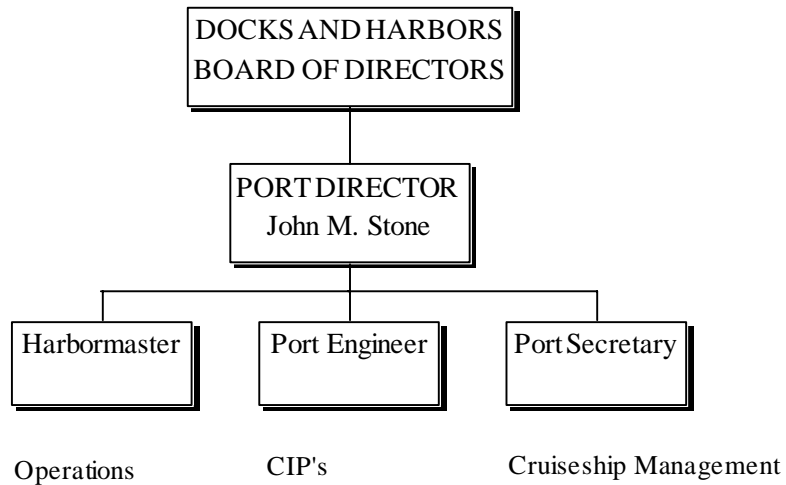 DOCKS AND HARBORS
BOARD OF DIRECTORS
PORT DIRECTOR
John M. Stone
Harbormaster
Port Engineer
Port Secretary
Operations
CIP's
Cruiseship Management